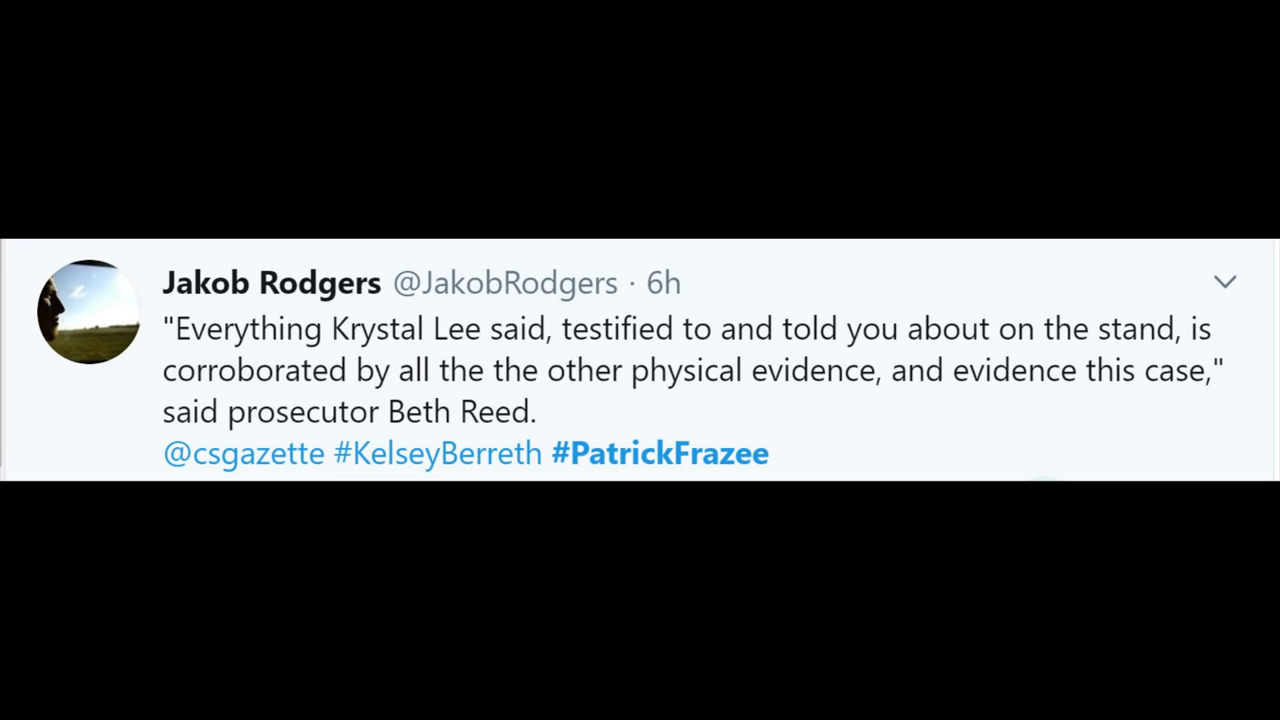 Jakob Rodgers @JakobRodgers · 6h
"Everything Krystal Lee said, testified to and told you about on the stand, is
corroborated by all the the other physical evidence, and evidence this case,"
said prosecutor Beth Reed.
@csgazette #KelseyBerreth #PatrickFrazee